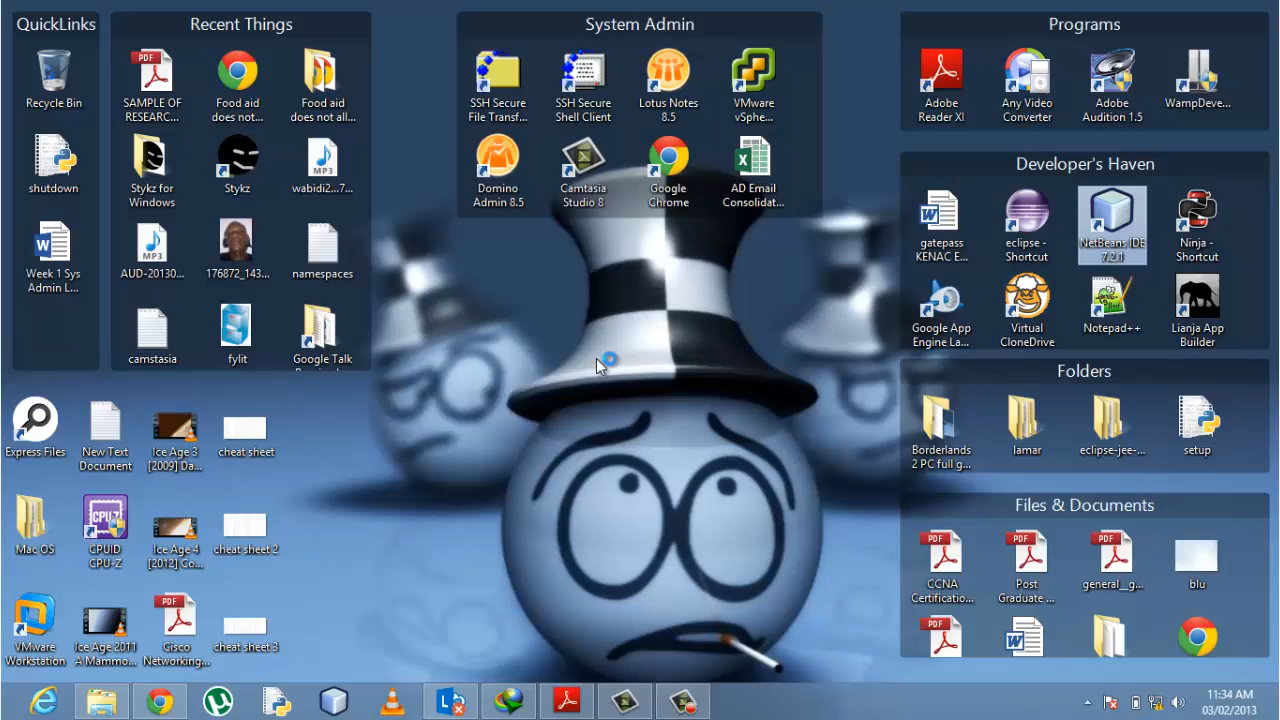 QuickLinks
Recycle Bin
shutdown
Week 1 Sys
Admin L...
Recent Things
SAMPLE OF
RESEARC...
Food aid
does not...
Food aid
does not all...
Stykz for
Windows
Stykz
wabidi2...7...
AUD-20130...
176872_143...
namespaces
camstasia
fylit
Google Talk
System Admin
SSH Secure
File Transf...
SSH Secure
Shell Client
Lotus Notes
8.5
VMware
vSphe...
Domino
Admin 8.5
Camtasia
Studio 8
Google
Chrome
AD Email
Consolidat...
Programs
Adobe
Reader XI
Any Video
Converter
Adobe
Audition 1.5
WampDeve...
Developer's Haven
gatepass
KENAC E...
eclipse -
Shortcut
NetBeans IDE
7.2.1
Ninja -
Shortcut
Google App
Engine La...
Virtual
CloneDrive
Notepad++
Lianja App
Builder
Folders
Borderlands
2 PC full g...
lamar
eclipse-jee-...
setup
Files & Documents
CCNA
Certificatio...
Post
Graduate ...
general__g...
blu
Express Files
New Text
Document
Ice Age 3
[2009] Da...
cheat sheet
Mac OS
CPUID
CPU-Z
Ice Age 4
[2012] Co...
cheat sheet 2
VMware
Workstation
Ice Age 2011
A Mammo...
Cisco
Networking...
cheat sheet 3
11:34 AM
03/02/2013